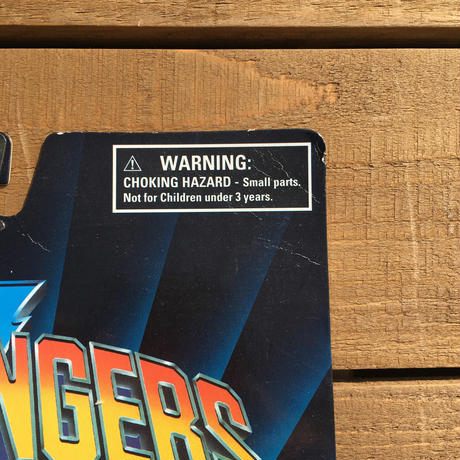 WARNING:
CHOKING HAZARD - Small parts.
Not for Children under 3 years.
NGERS